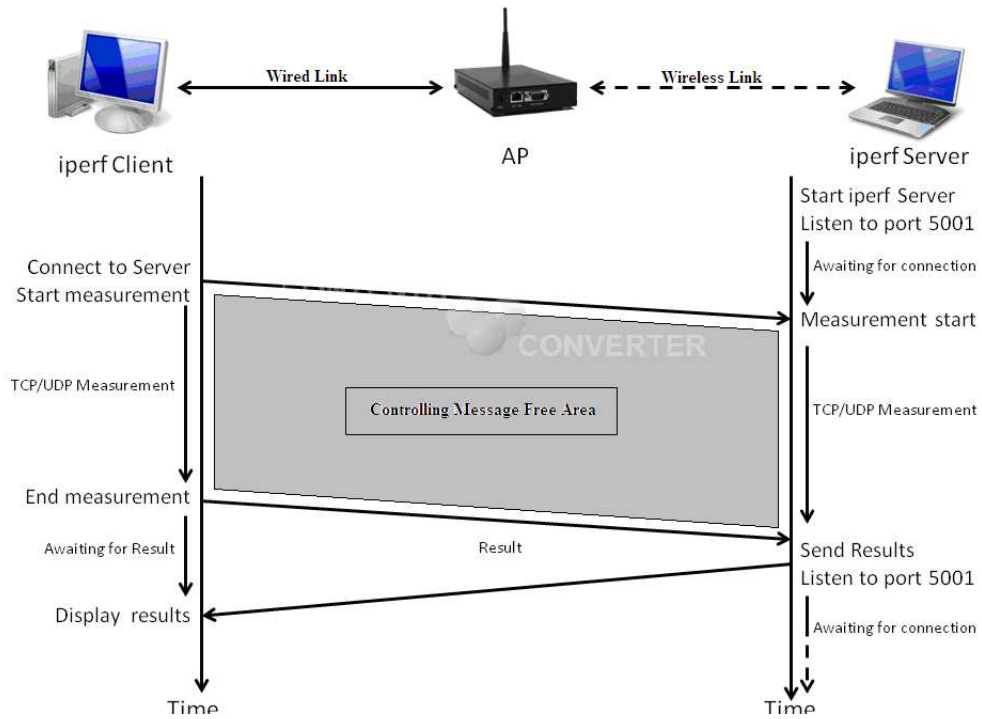 Wired Link
Wireless Link
iperf Client
AP
iperf Server
Start iperf Server
Listen to port 5001
Awaiting for connection
Connect to Server
Start measurement
Measurement start
CONVERTER
TCP/UDP Measurement
Controlling Message Free Area
TCP/UDP Measurement
End measurement
Awaiting for Result
Result
Send Results
Listen to port 5001
Display results
Awaiting for connection
Time
Time